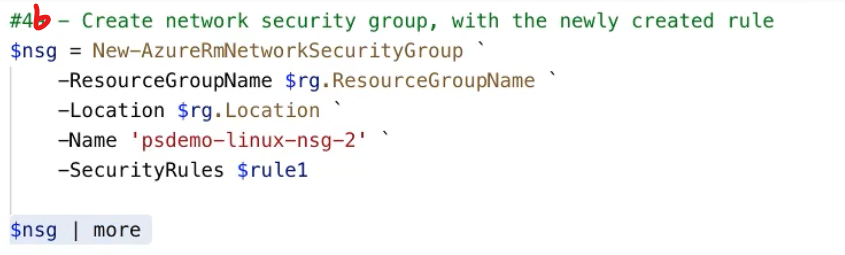 #4b - Create network security group, with the newly created rule
$nsg = New-AzureRmNetworkSecurityGroup `
-ResourceGroupName $rg.ResourceGroupName `
-Location $rg.Location `
-Name 'psdemo-linux-nsg-2' `
-SecurityRules $rule1
$nsg | more